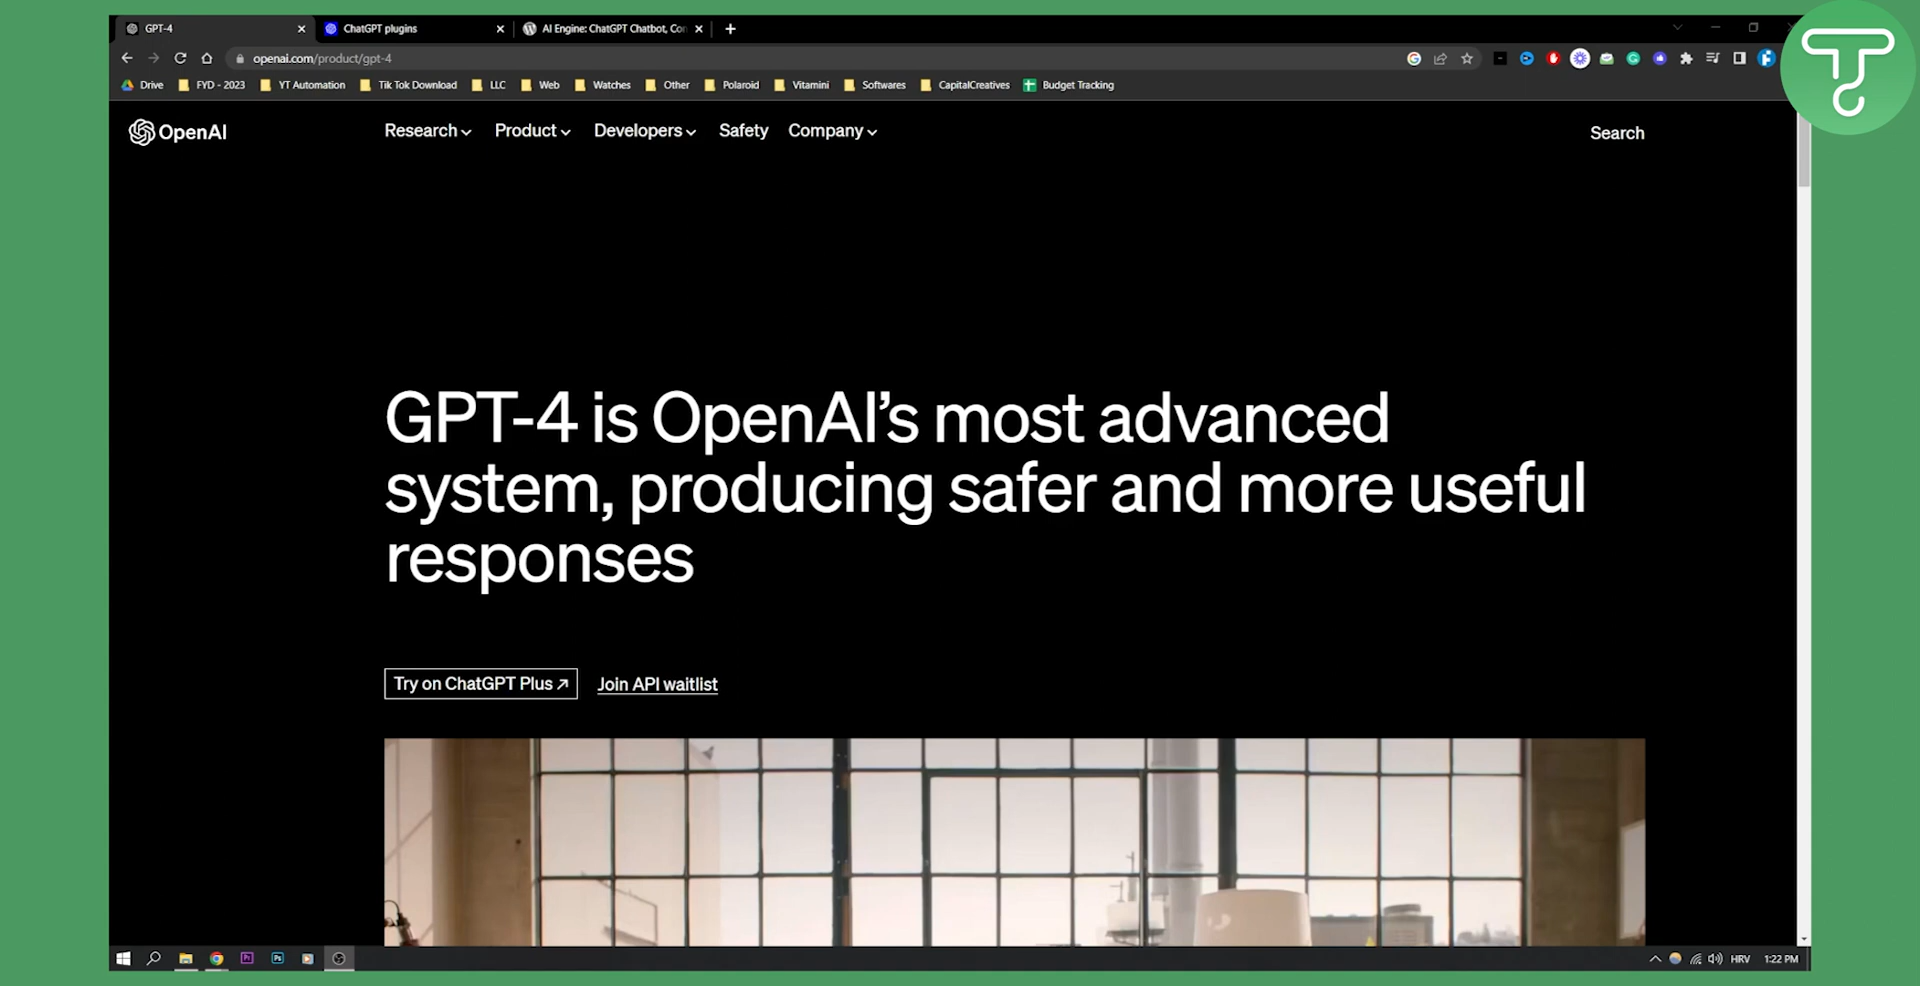 GPT-4
ChatGPT plugins
AI Engine: ChatGPT Chatbot, Con
openai.com/product/gpt-4
Drive FYD - 2023 YT Automation Tik Tok Download LLC Web Watches Other Polaroid Vitamini Softwares CapitalCreatives Budget Tracking
OpenAI Research Product Developers Safety Company Search
GPT-4 is OpenAI’s most advanced
system, producing safer and more useful
responses
Try on ChatGPT Plus ↗ Join API waitlist
Pr Ps HRV 1:22 PM